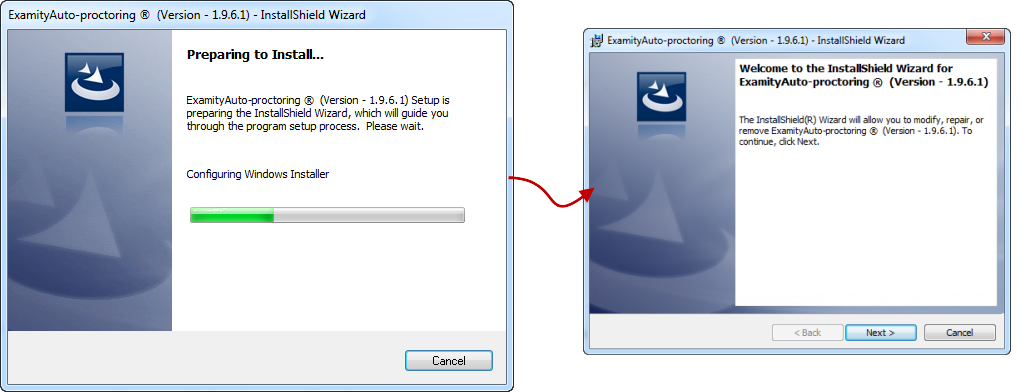 ExamityAuto-proctoring ® (Version - 1.9.6.1) - InstallShield Wizard
Preparing to Install...
ExamityAuto-proctoring ® (Version - 1.9.6.1) Setup is
preparing the InstallShield Wizard, which will guide you
through the program setup process. Please wait.
Configuring Windows Installer
Cancel
ExamityAuto-proctoring ® (Version - 1.9.6.1) - InstallShield Wizard
Welcome to the InstallShield Wizard for
ExamityAuto-proctoring ® (Version - 1.9.6.1)
The InstallShield(R) Wizard will allow you to modify, repair, or
remove ExamityAuto-proctoring ® (Version - 1.9.6.1). To
continue, click Next.
< Back
Next >
Cancel